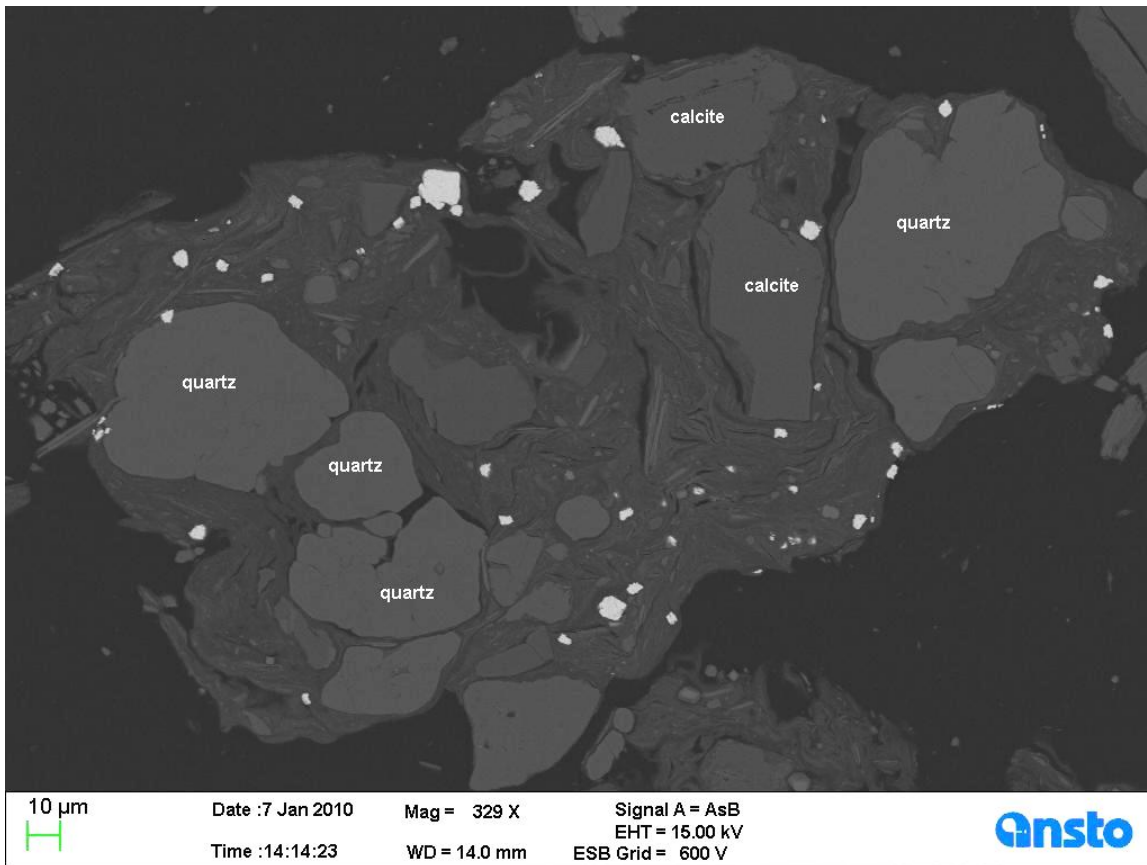 calcite
quartz
calcite
quartz
quartz
quartz
10 µm
Date :7 Jan 2010 Mag = 329 X Signal A = AsB
EHT = 15.00 kV
Time :14:14:23 WD = 14.0 mm ESB Grid = 600 V
ansto